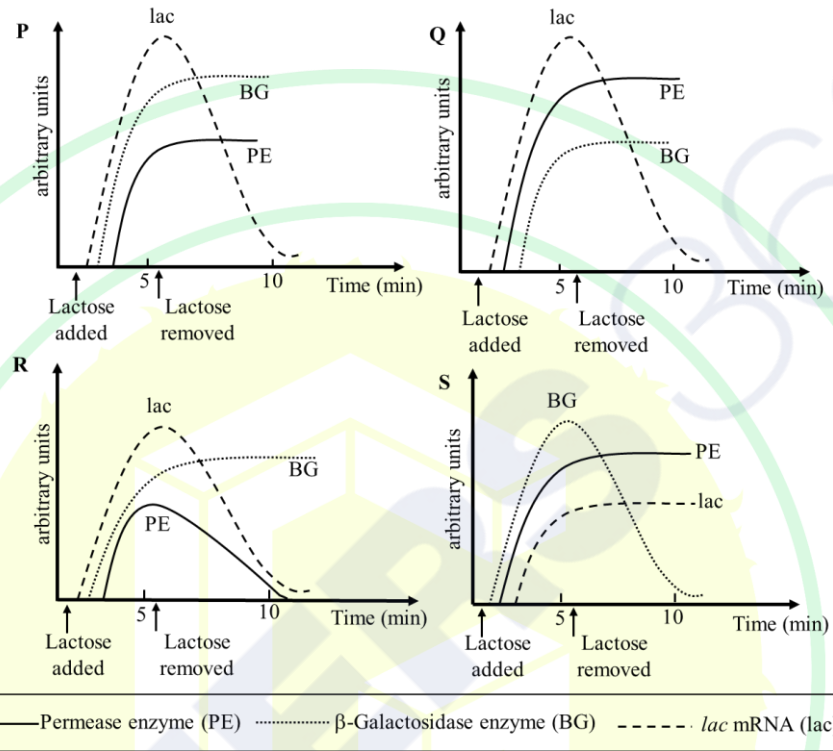 P
lac
BG
PE
arbitrary units
5
10
Time (min)
Lactose
added
Lactose
removed
Q
lac
PE
BG
arbitrary units
5
10
Time (min)
Lactose
added
Lactose
removed
R
lac
BG
PE
arbitrary units
5
10
Time (min)
Lactose
added
Lactose
removed
S
BG
PE
lac
arbitrary units
5
10
Time (min)
Lactose
added
Lactose
removed
Permease enzyme (PE) β-Galactosidase enzyme (BG) lac mRNA (lac